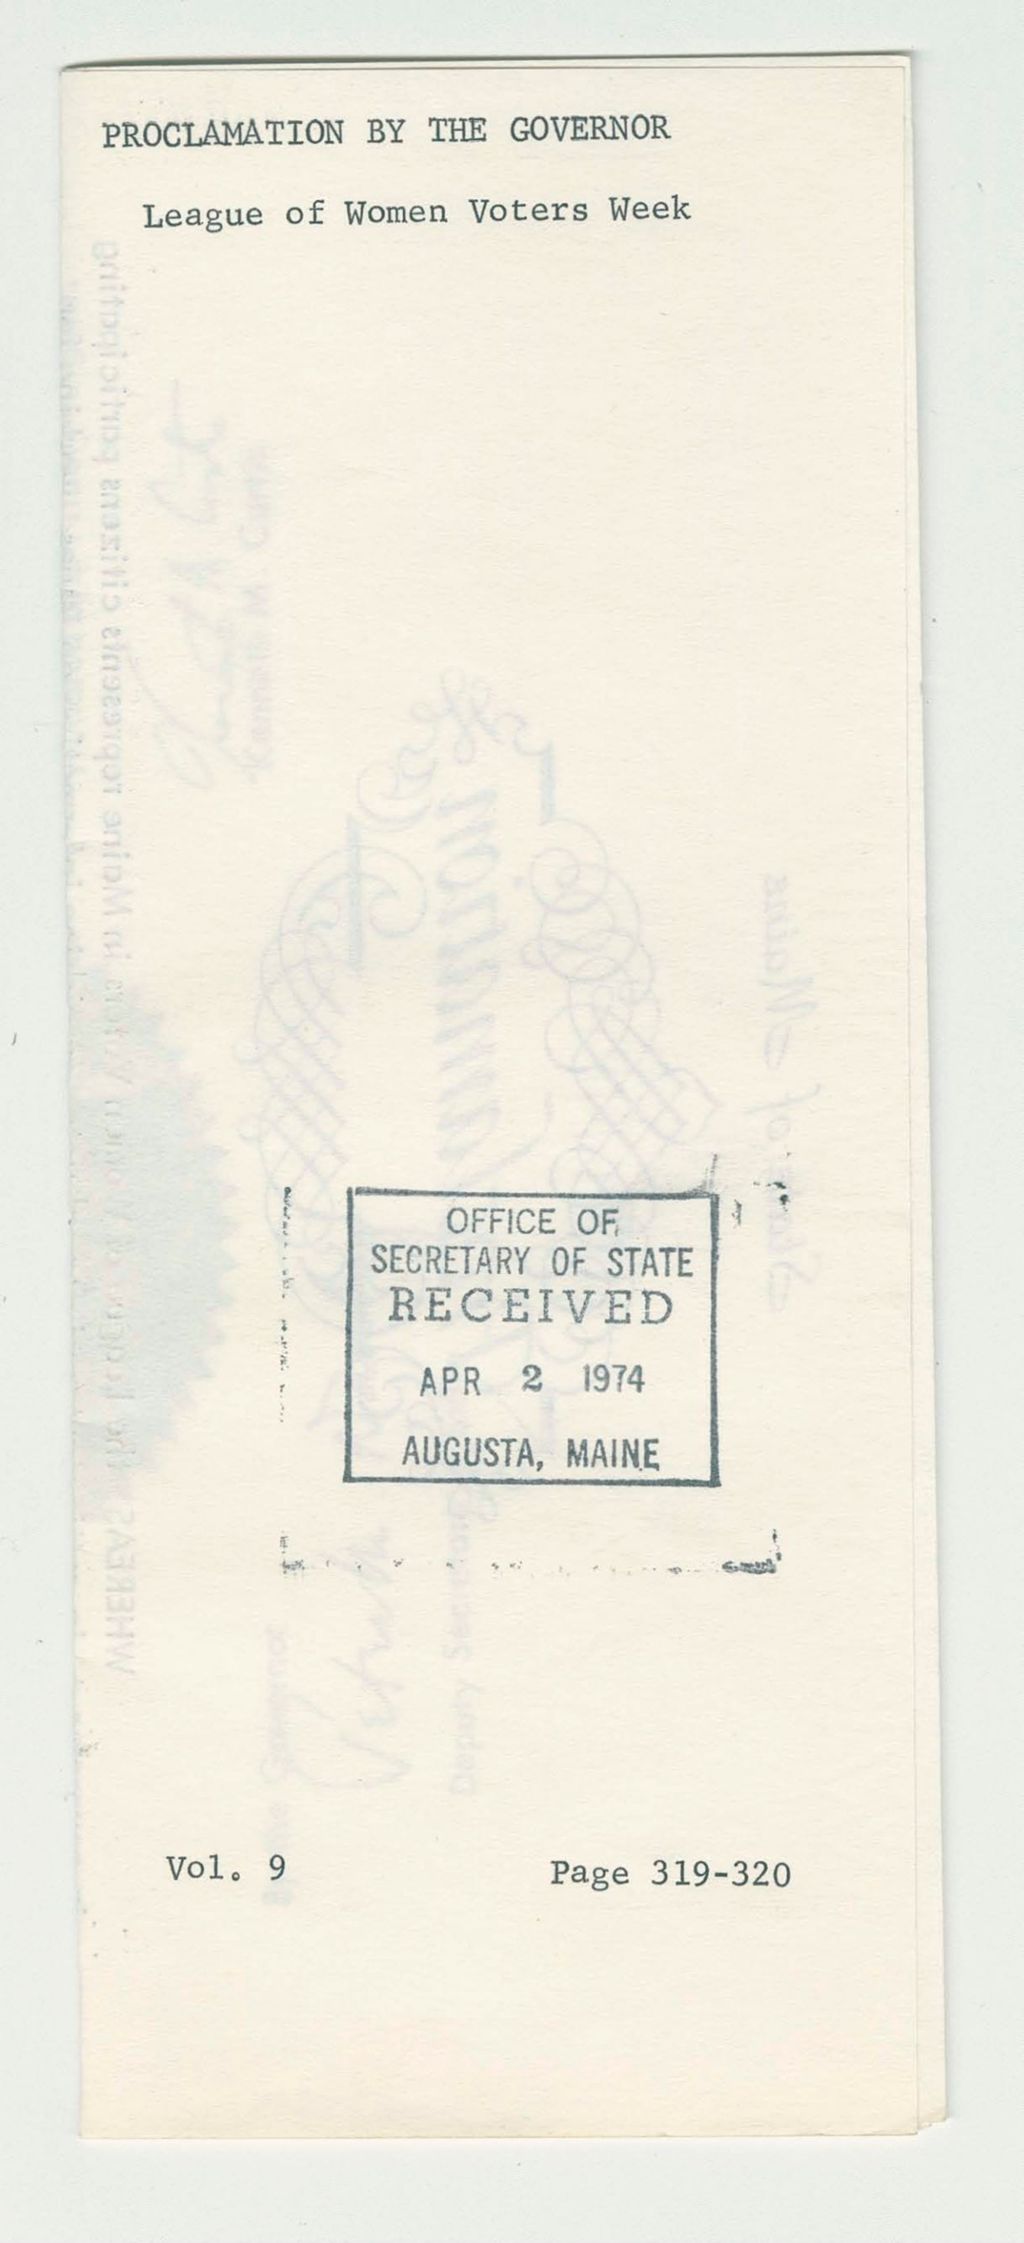 PROCLAMATION BY THE GOVERNOR
League of Women Voters Week
OFFICE OF
SECRETARY OF STATE
RECEIVED
APR 2 1974
AUGUSTA, MAINE
Vol. 9 Page 319-320